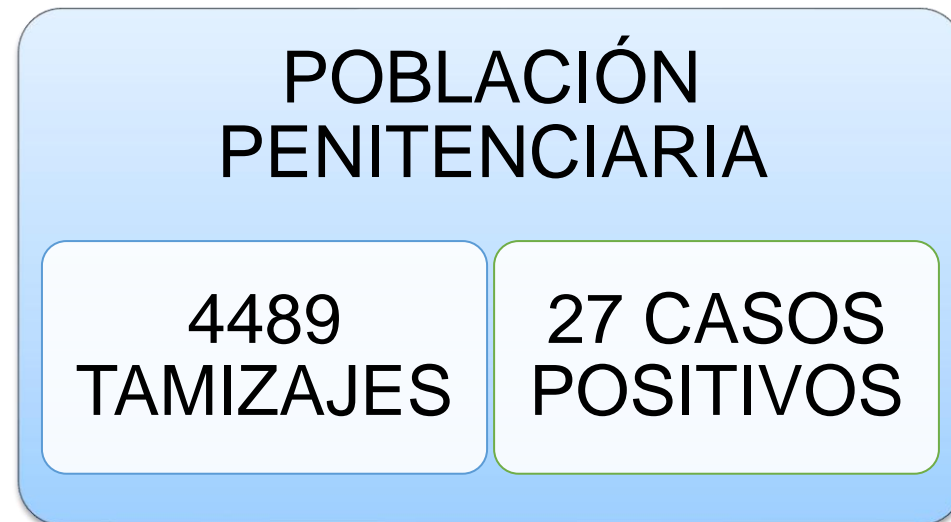 POBLACIÓN
PENITENCIARIA
4489
TAMIZAJES
27 CASOS
POSITIVOS